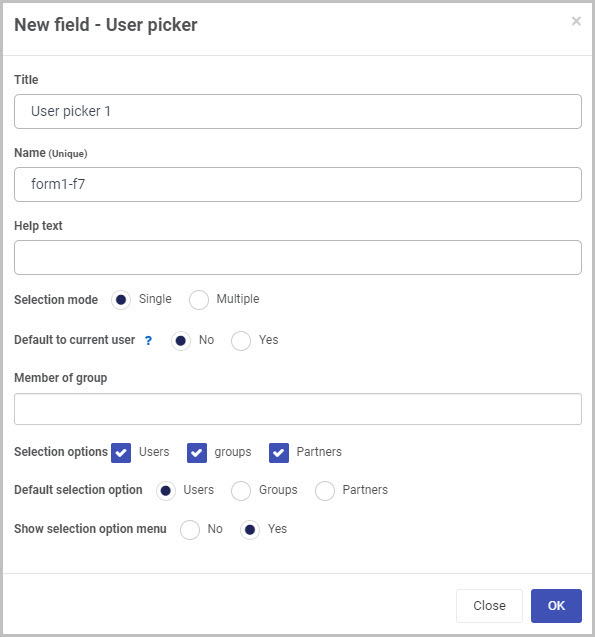 New field - User picker ×
Title
User picker 1
Name (Unique)
form1-f7
Help text
Selection mode Single Multiple
Default to current user ? No Yes
Member of group
Selection options Users groups Partners
Default selection option Users Groups Partners
Show selection option menu No Yes
Close OK